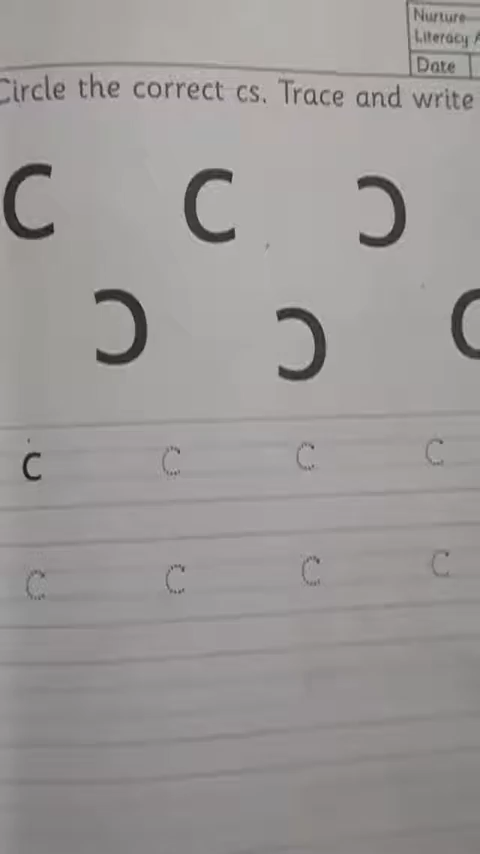 Nurture
Literacy
Date
Circle the correct cs. Trace and write
c c ɔ
ɔ ɔ c
c c c c
c c c c